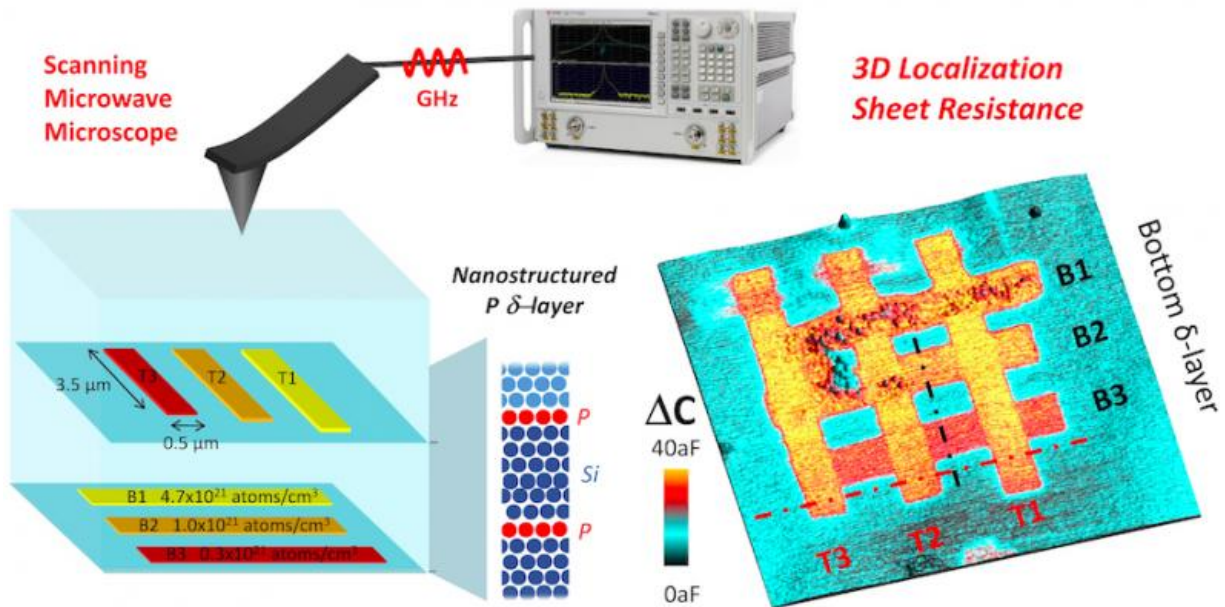 Scanning
Microwave
Microscope
GHz
3D Localization
Sheet Resistance
Nanostructured
P δ-layer
T3
T2
T1
3.5 μm
0.5 μm
B1 4.7x10²¹ atoms/cm³
B2 1.0x10²¹ atoms/cm³
B3 0.3x10²¹ atoms/cm³
P
Si
P
ΔC
40aF
0aF
B1
B2
B3
Bottom δ-layer
T3
T2
T1